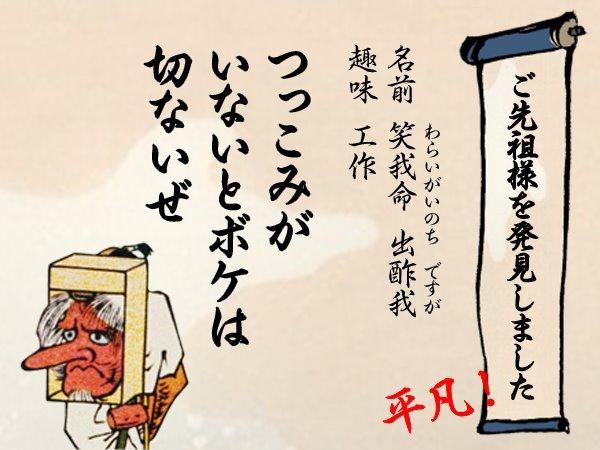 ご先祖様を発見しました
平凡！
わらいがいのち ですが
名前 笑我命 出酢我
趣味 工作
つっこみが
いないとボケは
切ないぜ